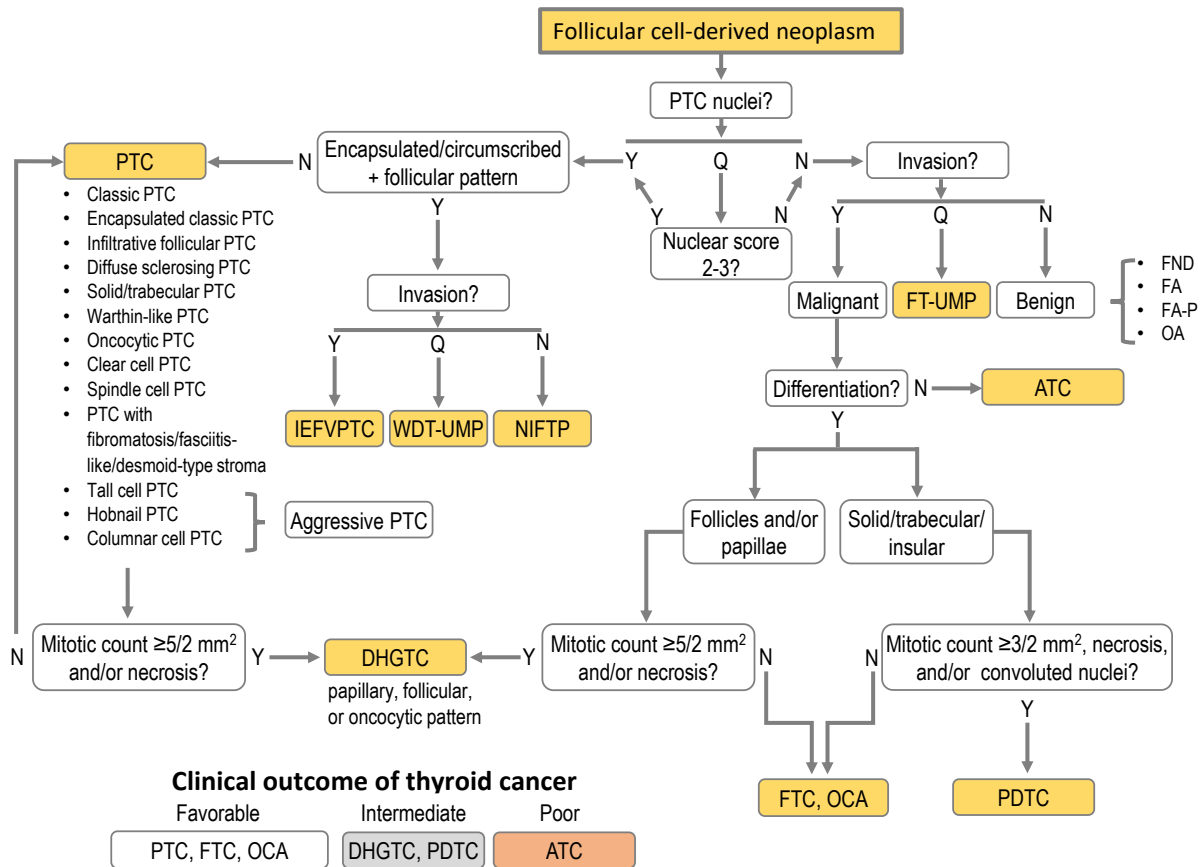 Follicular cell-derived neoplasm
PTC nuclei?
PTC
N
Encapsulated/circumscribed
+ follicular pattern
Y
Q
N
Invasion?
Y
N
Nuclear score
2-3?
Y
Q
N
Malignant
FT-UMP
Benign
• FND
• FA
• FA-P
• OA
• Classic PTC
• Encapsulated classic PTC
• Infiltrative follicular PTC
• Diffuse sclerosing PTC
• Solid/trabecular PTC
• Warthin-like PTC
• Oncocytic PTC
• Clear cell PTC
• Spindle cell PTC
• PTC with
fibromatosis/fasciitis-
like/desmoid-type stroma
• Tall cell PTC
• Hobnail PTC
• Columnar cell PTC
Aggressive PTC
Y
Invasion?
Y
Q
N
IEFVPTC
WDT-UMP
NIFTP
Differentiation?
N
ATC
Y
Follicles and/or
papillae
Solid/trabecular/
insular
N
Mitotic count ≥5/2 mm²
and/or necrosis?
Y
DHGTC
papillary, follicular,
or oncocytic pattern
Y
Mitotic count ≥5/2 mm²
and/or necrosis?
N
N
Mitotic count ≥3/2 mm², necrosis,
and/or convoluted nuclei?
Y
FTC, OCA
PDTC
Clinical outcome of thyroid cancer
Favorable
Intermediate
Poor
PTC, FTC, OCA
DHGTC, PDTC
ATC